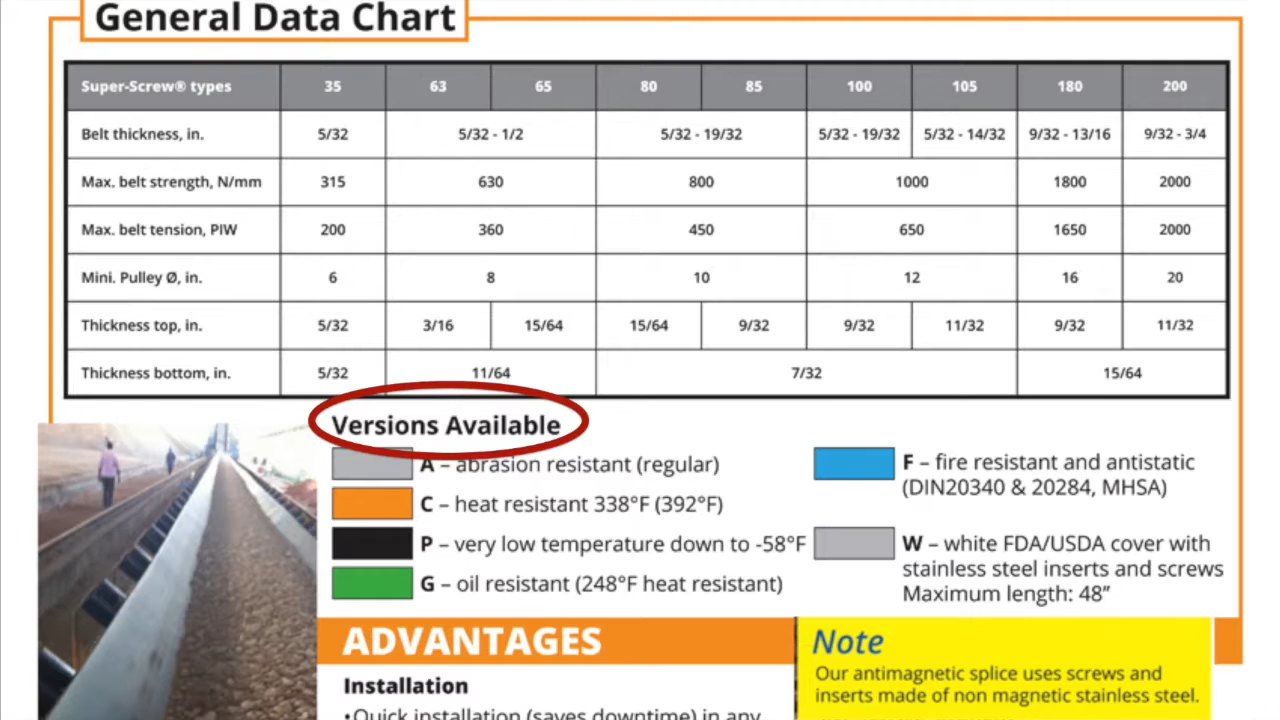 General Data Chart
Super-Screw® types 35 63 65 80 85 100 105 180 200
Belt thickness, in. 5/32 5/32 - 1/2 5/32 - 19/32 5/32 - 19/32 5/32 - 14/32 9/32 - 13/16 9/32 - 3/4
Max. belt strength, N/mm 315 630 800 1000 1800 2000
Max. belt tension, PIW 200 360 450 650 1650 2000
Mini. Pulley Ø, in. 6 8 10 12 16 20
Thickness top, in. 5/32 3/16 15/64 15/64 9/32 9/32 11/32 9/32 11/32
Thickness bottom, in. 5/32 11/64 7/32 15/64
Versions Available
A – abrasion resistant (regular)
C – heat resistant 338°F (392°F)
P – very low temperature down to -58°F
G – oil resistant (248°F heat resistant)
F – fire resistant and antistatic
(DIN20340 & 20284, MHSA)
W – white FDA/USDA cover with
stainless steel inserts and screws
Maximum length: 48”
ADVANTAGES
Installation
•Quick installation (saves downtime) in any
Note
Our antimagnetic splice uses screws and
inserts made of non magnetic stainless steel.